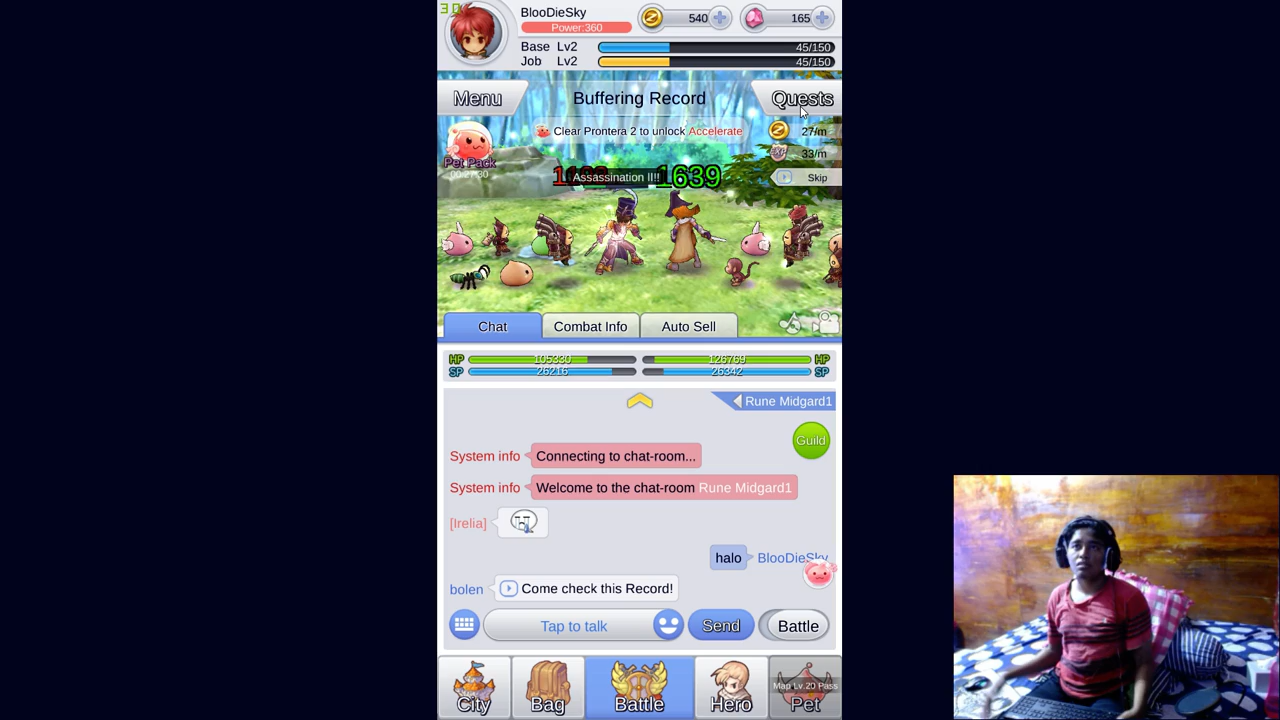 30
BlooDieSky
Power:360
540
165
Base Lv2
45/150
Job Lv2
45/150
Menu
Buffering Record
Quests
Clear Prontera 2 to unlock Accelerate
27/m
EXP
33/m
Pet Pack
Assassination II!!
1639
Skip
Chat
Combat Info
Auto Sell
HP
105330
126769
HP
SP
26216
26342
SP
Rune Midgard1
Guild
System info
Connecting to chat-room...
System info
Welcome to the chat-room Rune Midgard1
[Irelia]
halo
BlooDieSky
bolen
Come check this Record!
Tap to talk
Send
Battle
City
Bag
Battle
Hero
Map Lv.20 Pass
Pet